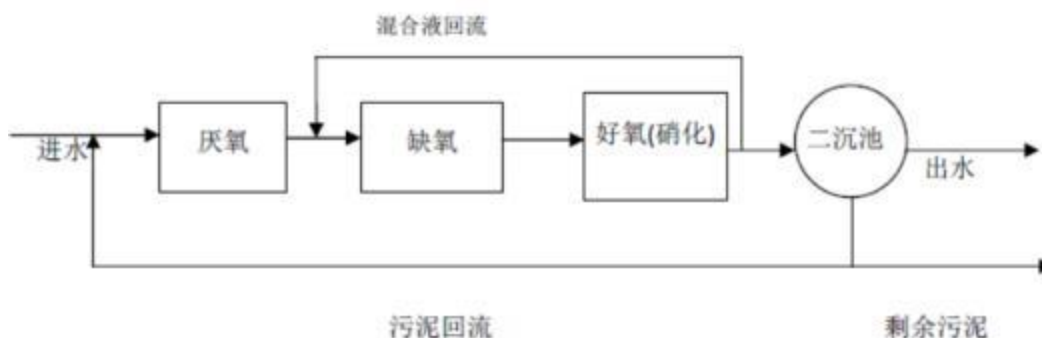 混合液回流
进水
厌氧
缺氧
好氧(硝化)
二沉池
出水
污泥回流
剩余污泥